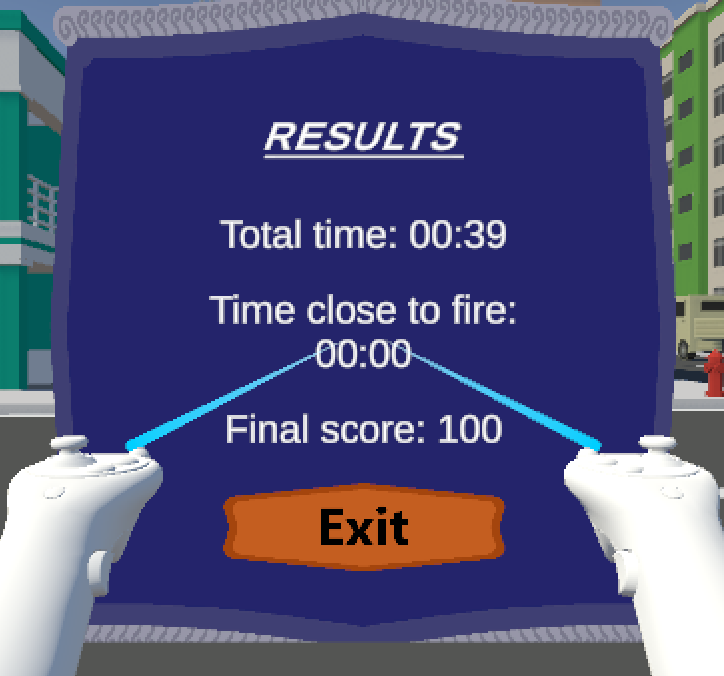 RESULTS
Total time: 00:39
Time close to fire:
00:00
Final score: 100
Exit